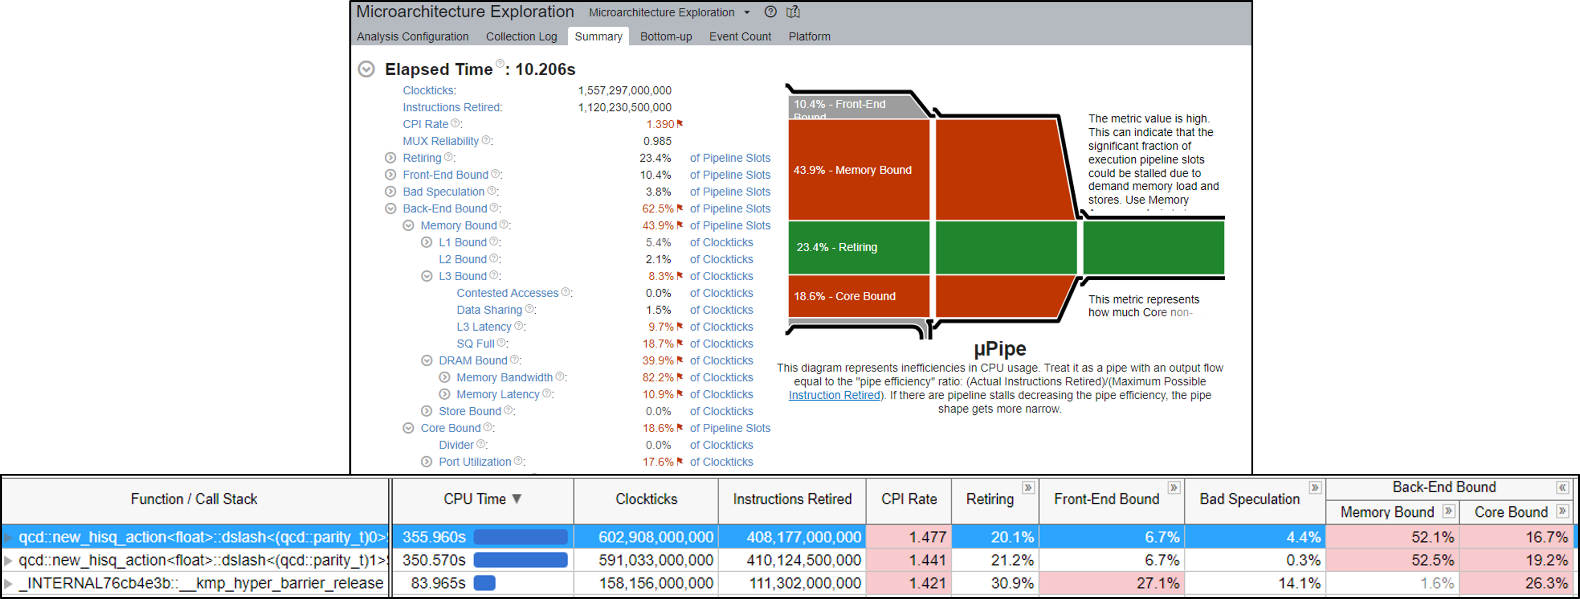 Microarchitecture Exploration Microarchitecture Exploration
Analysis Configuration Collection Log Summary Bottom-up Event Count Platform
Elapsed Time: 10.206s
Clockticks: 1,557,297,000,000
Instructions Retired: 1,120,230,500,000
CPI Rate: 1.390
MUX Reliability: 0.985
Retiring: 23.4% of Pipeline Slots
Front-End Bound: 10.4% of Pipeline Slots
Bad Speculation: 3.8% of Pipeline Slots
Back-End Bound: 62.5% of Pipeline Slots
Memory Bound: 43.9% of Pipeline Slots
L1 Bound: 5.4% of Clockticks
L2 Bound: 2.1% of Clockticks
L3 Bound: 8.3% of Clockticks
Contested Accesses: 0.0% of Clockticks
Data Sharing: 1.5% of Clockticks
L3 Latency: 9.7% of Clockticks
SQ Full: 18.7% of Clockticks
DRAM Bound: 39.9% of Clockticks
Memory Bandwidth: 82.2% of Clockticks
Memory Latency: 10.9% of Clockticks
Store Bound: 0.0% of Clockticks
Core Bound: 18.6% of Pipeline Slots
Divider: 0.0% of Clockticks
Port Utilization: 17.6% of Clockticks
10.4% - Front-End
Bound
43.9% - Memory Bound
23.4% - Retiring
18.6% - Core Bound
The metric value is high.
This can indicate that the
significant fraction of
execution pipeline slots
could be stalled due to
demand memory load and
stores. Use Memory
This metric represents
how much Core non-
µPipe
This diagram represents inefficiencies in CPU usage. Treat it as a pipe with an output flow
equal to the "pipe efficiency" ratio: (Actual Instructions Retired)/(Maximum Possible
Instruction Retired). If there are pipeline stalls decreasing the pipe efficiency, the pipe
shape gets more narrow.
Function / Call Stack CPU Time Clockticks Instructions Retired CPI Rate Retiring Front-End Bound Bad Speculation Back-End Bound
Memory Bound Core Bound
qcd::new_hisq_action<float>::dslash<(qcd::parity_t)0> 355.960s 602,908,000,000 408,177,000,000 1.477 20.1% 6.7% 4.4% 52.1% 16.7%
qcd::new_hisq_action<float>::dslash<(qcd::parity_t)1> 350.570s 591,033,000,000 410,124,500,000 1.441 21.2% 6.7% 0.3% 52.5% 19.2%
_INTERNAL76cb4e3b::__kmp_hyper_barrier_release 83.965s 158,156,000,000 111,302,000,000 1.421 30.9% 27.1% 14.1% 1.6% 26.3%